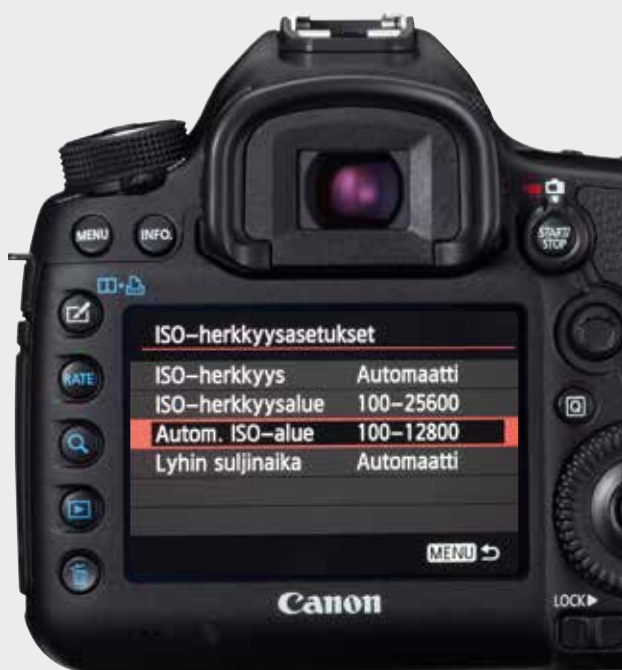 MENU
INFO.
START/
STOP
RATE
Q
ISO–herkkyysasetukset
ISO–herkkyys Automaatti
ISO–herkkyysalue 100–25600
Autom. ISO–alue 100–12800
Lyhin suljinaika Automaatti
MENU
Canon
LOCK